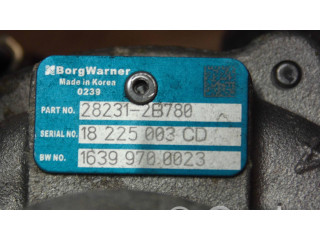 BorgWarner
Made in Korea
0239
PART NO. 28231-2B780
SERIAL NO. 18 225 003 CD
BW NO. 1639 970 0023